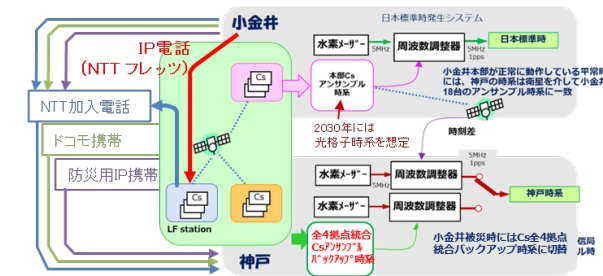 小金井
日本標準時発生システム
IP電話
(NTT フレッツ)
水素メーザー
5MHz
周波数調整器
5MHz
1pps
日本標準時
Cs
本部Cs
アンサンブル
時系
小金井本部が正常に動作している平常時
には、神戸の時系は衛星を介して小金井
18台のアンサンブル時系に一致
NTT加入電話
2030年には
光格子時系を想定
時刻差
ドコモ携帯
防災用IP携帯
5MHz
1pps
水素メーザー
5MHz
周波数調整器
神戸時系
Cs
Cs
水素メーザー
周波数調整器
LF station
全4拠点統合
Csアンサンブル
バックアップ時系
小金井被災時にはCs全4拠点
統合バックアップ時系に切替
信局
ル時
神戸